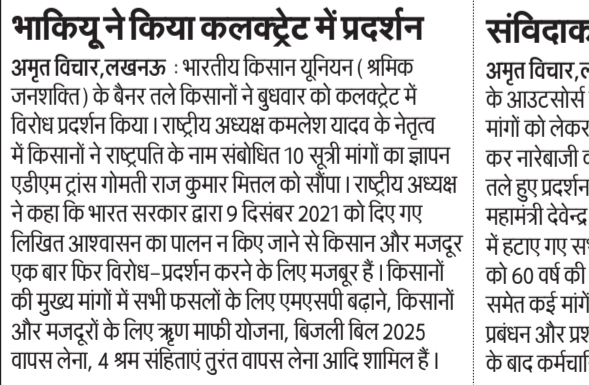 भाकियू ने किया कलक्ट्रेट में प्रदर्शन
अमृत विचार,लखनऊ : भारतीय किसान यूनियन ( श्रमिक
जनशक्ति ) के बैनर तले किसानों ने बुधवार को कलक्ट्रेट में
विरोध प्रदर्शन किया। राष्ट्रीय अध्यक्ष कमलेश यादव के नेतृत्व
में किसानों ने राष्ट्रपति के नाम संबोधित 10 सूत्री मांगों का ज्ञापन
एडीएम ट्रांस गोमती राज कुमार मित्तल को सौंपा। राष्ट्रीय अध्यक्ष
ने कहा कि भारत सरकार द्वारा 9 दिसंबर 2021 को दिए गए
लिखित आश्वासन का पालन न किए जाने से किसान और मजदूर
एक बार फिर विरोध-प्रदर्शन करने के लिए मजबूर हैं। किसानों
की मुख्य मांगों में सभी फसलों के लिए एमएसपी बढ़ाने, किसानों
और मजदूरों के लिए ऋृण माफी योजना, बिजली बिल 2025
वापस लेना, 4 श्रम संहिताएं तुरंत वापस लेना आदि शामिल हैं।
अमृत विचार,
के आउटसोर्स
मांगों को लेकर
कर नारेबाजी
तले हुए प्रदर्शन
महामंत्री देवेन्द्र
में हटाए गए
को 60 वर्ष की
समेत कई मांगें
प्रबंधन और
के बाद